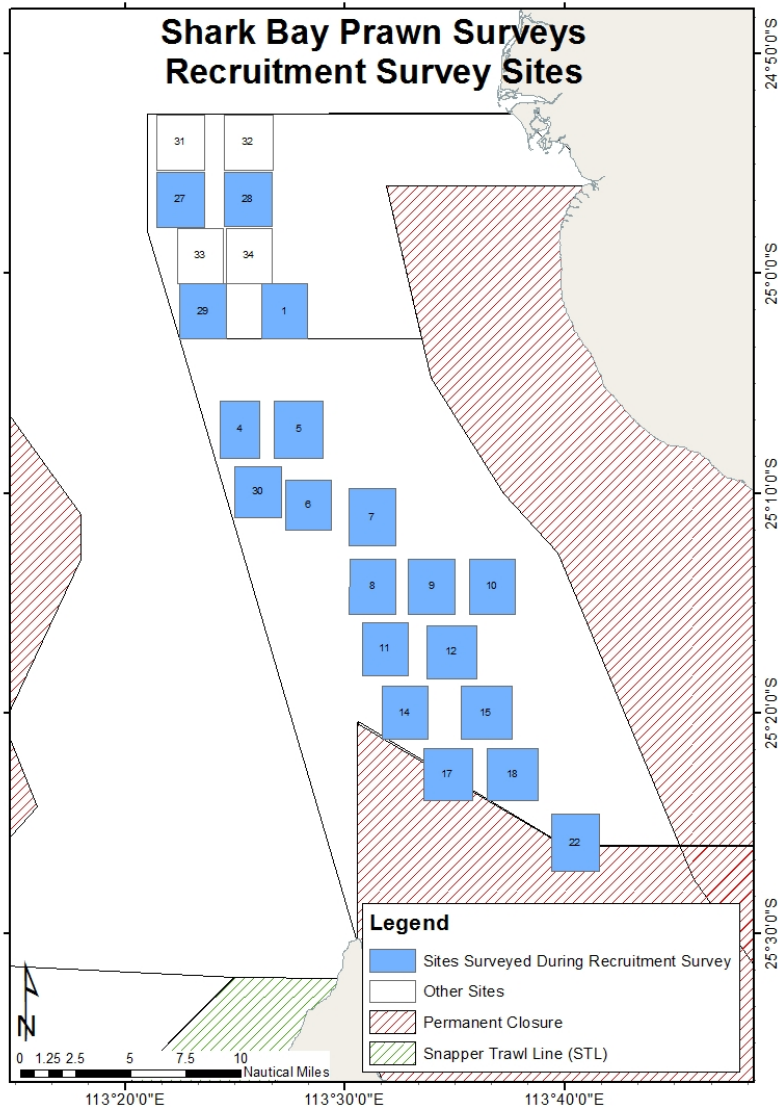 Shark Bay Prawn Surveys
Recruitment Survey Sites
24°50'0"S
31 32
27 28
33 34
25°0'0"S
29 1
4 5
30 6 7
25°10'0"S
8 9 10
11 12
14 15
25°20'0"S
17 18
22
Legend
Sites Surveyed During Recruitment Survey
Other Sites
Permanent Closure
Snapper Trawl Line (STL)
25°30'0"S
N
0 1.25 2.5 5 7.5 10
Nautical Miles
113°20'0"E 113°30'0"E 113°40'0"E